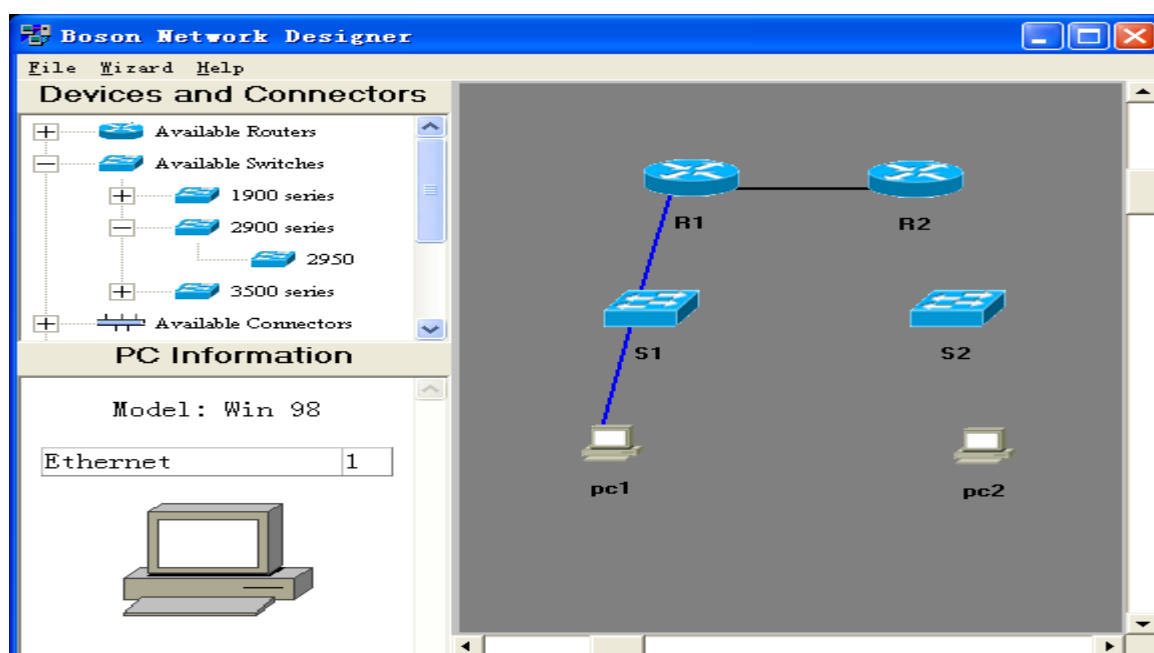 Boson Network Designer
File Wizard Help
Devices and Connectors
Available Routers
Available Switches
1900 series
2900 series
2950
3500 series
Available Connectors
PC Information
Model: Win 98
Ethernet 1
R1
R2
S1
S2
pc1
pc2